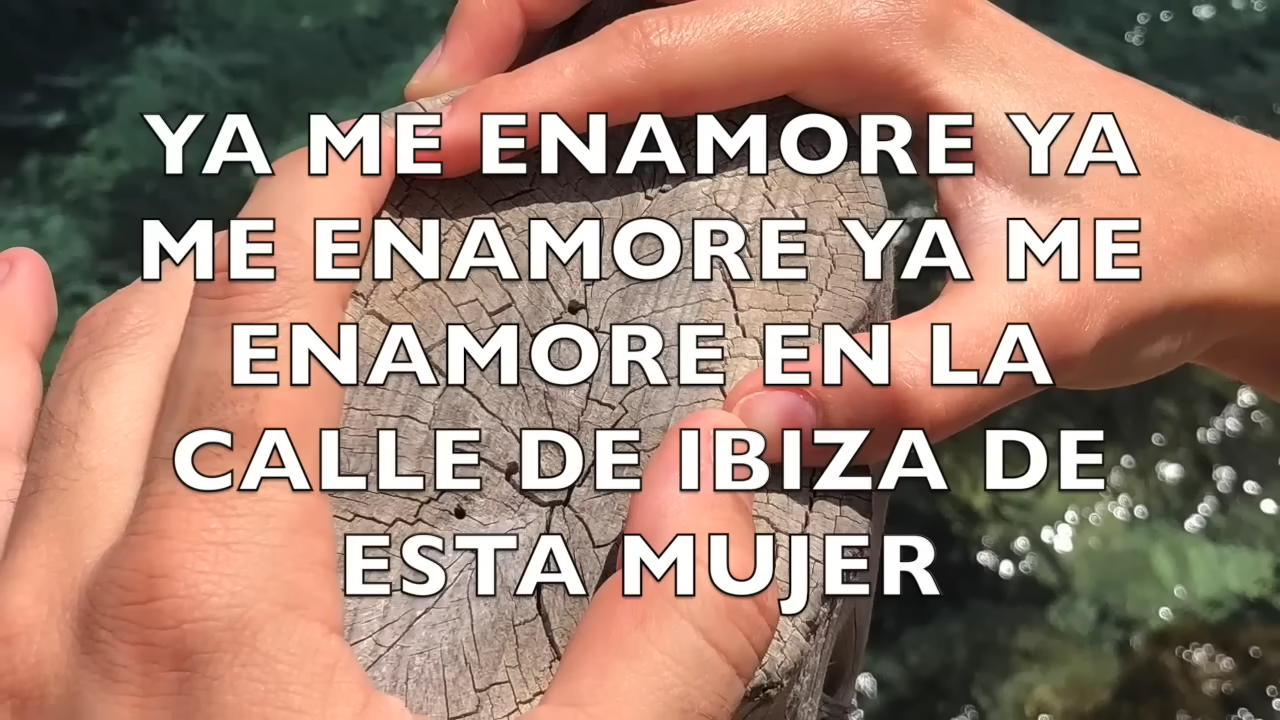 YA ME ENAMORE YA
ME ENAMORE YA ME
ENAMORE EN LA
CALLE DE IBIZA DE
ESTA MUJER